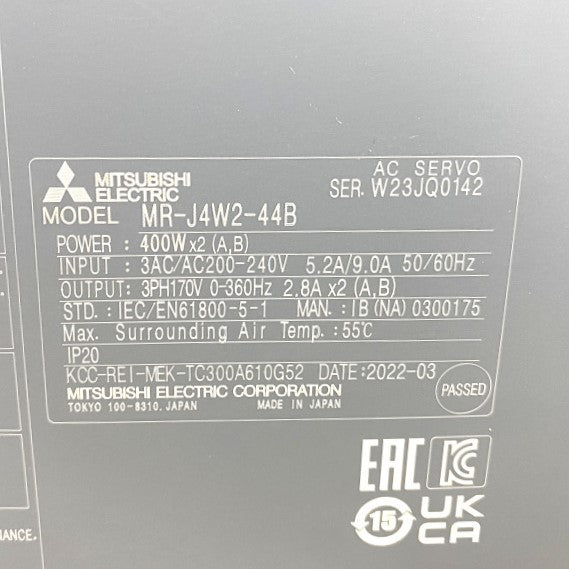 AC SERVO
MITSUBISHI
ELECTRIC
SER. W23JQ0142
MODEL MR-J4W2-44B
POWER : 400W x2 (A,B)
INPUT : 3AC/AC200-240V 5.2A/9.0A 50/60Hz
OUTPUT: 3PH170V 0-360Hz 2.8A x2 (A,B)
STD.: IEC/EN61800-5-1 MAN.: IB(NA)0300175
Max. Surrounding Air Temp.: 55℃
IP20
KCC-REI-MEK-TC300A610G52 DATE:2022-03
MITSUBISHI ELECTRIC CORPORATION
TOKYO 100-8310, JAPAN MADE IN JAPAN
PASSED
EAC KC
15 UK
CA